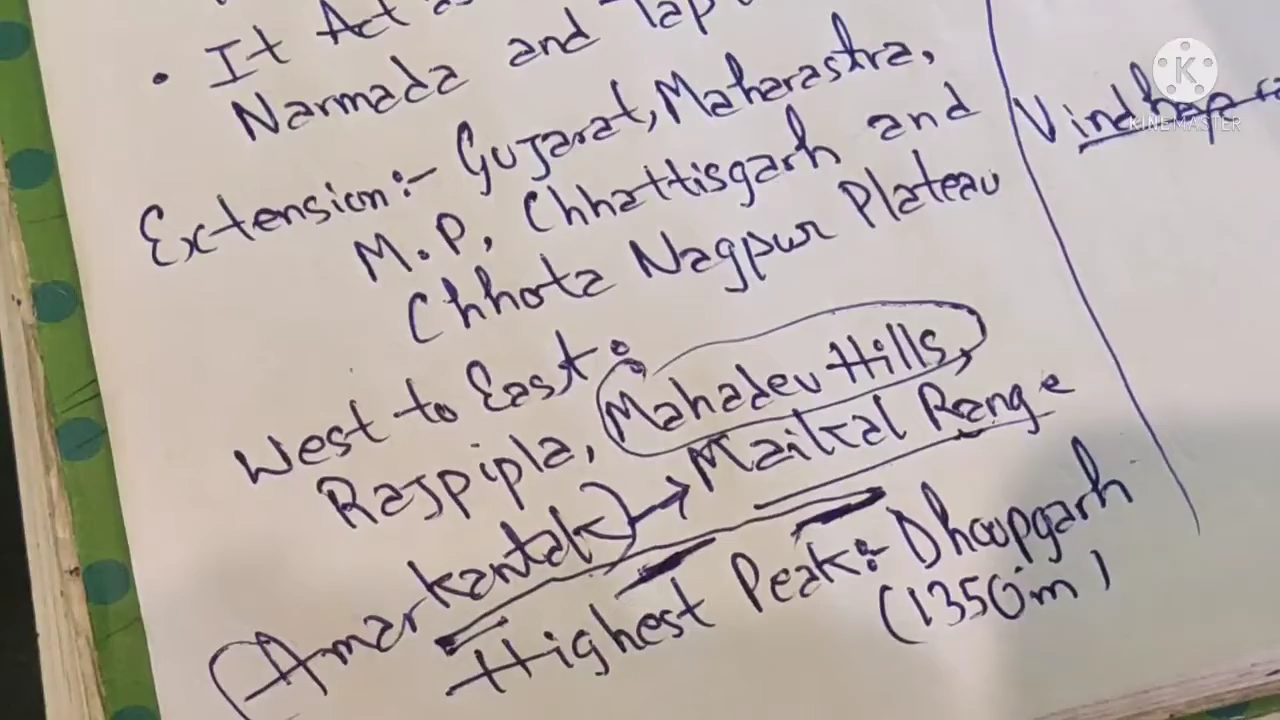 • It Act as
Narmada and Tap
Extension:- Gujarat, Maharastra,
M.P, Chhattisgarh and
Chhota Nagpur Plateau
West to East:
Rajpipla, Mahadev Hills,
(Amarkantak) → Maikal Range
Highest Peak:- Dhoopgarh
(1350m)
K
KINEMASTER